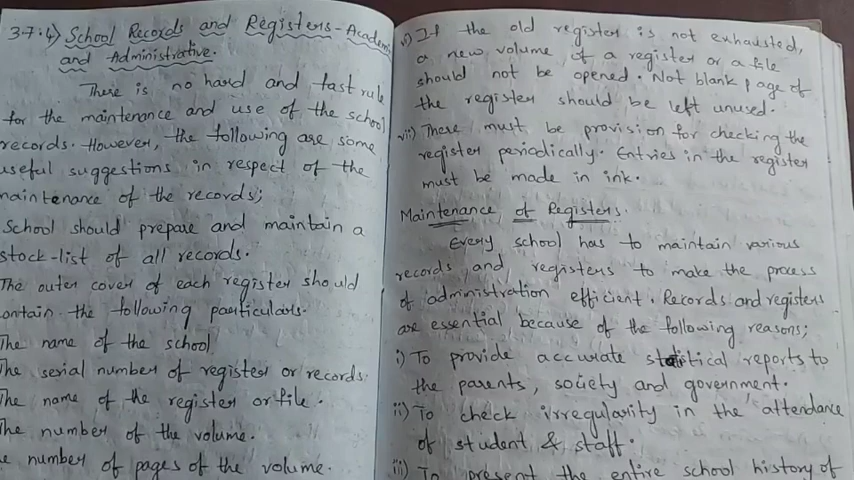 3.7.4) School Records and Registers-Academic
and Administrative.
There is no hard and fast rule
for the maintenance and use of the school
records. However, the following are some
useful suggestions in respect of the
maintenance of the records;
School should prepare and maintain a
stock-list of all records.
The outer cover of each register should
ontain the following particulars.
The name of the school
The serial number of register or records.
The name of the register or file.
The number of the volume.
e number of pages of the volume.
vi) If the old register is not exhausted,
a new volume of a register or a file
should not be opened. Not blank page of
the register should be left unused.
vii) There must be provision for checking the
register periodically. Entries in the register
must be made in ink.
Maintenance of Registers.
Every school has to maintain various
records and registers to make the process
of administration efficient. Records and registers
are essential because of the following reasons;
i) To provide accurate statitical reports to
the parents, society and government.
ii) To check irregularity in the attendance
of student & staff.
iii) To present the entire school history of